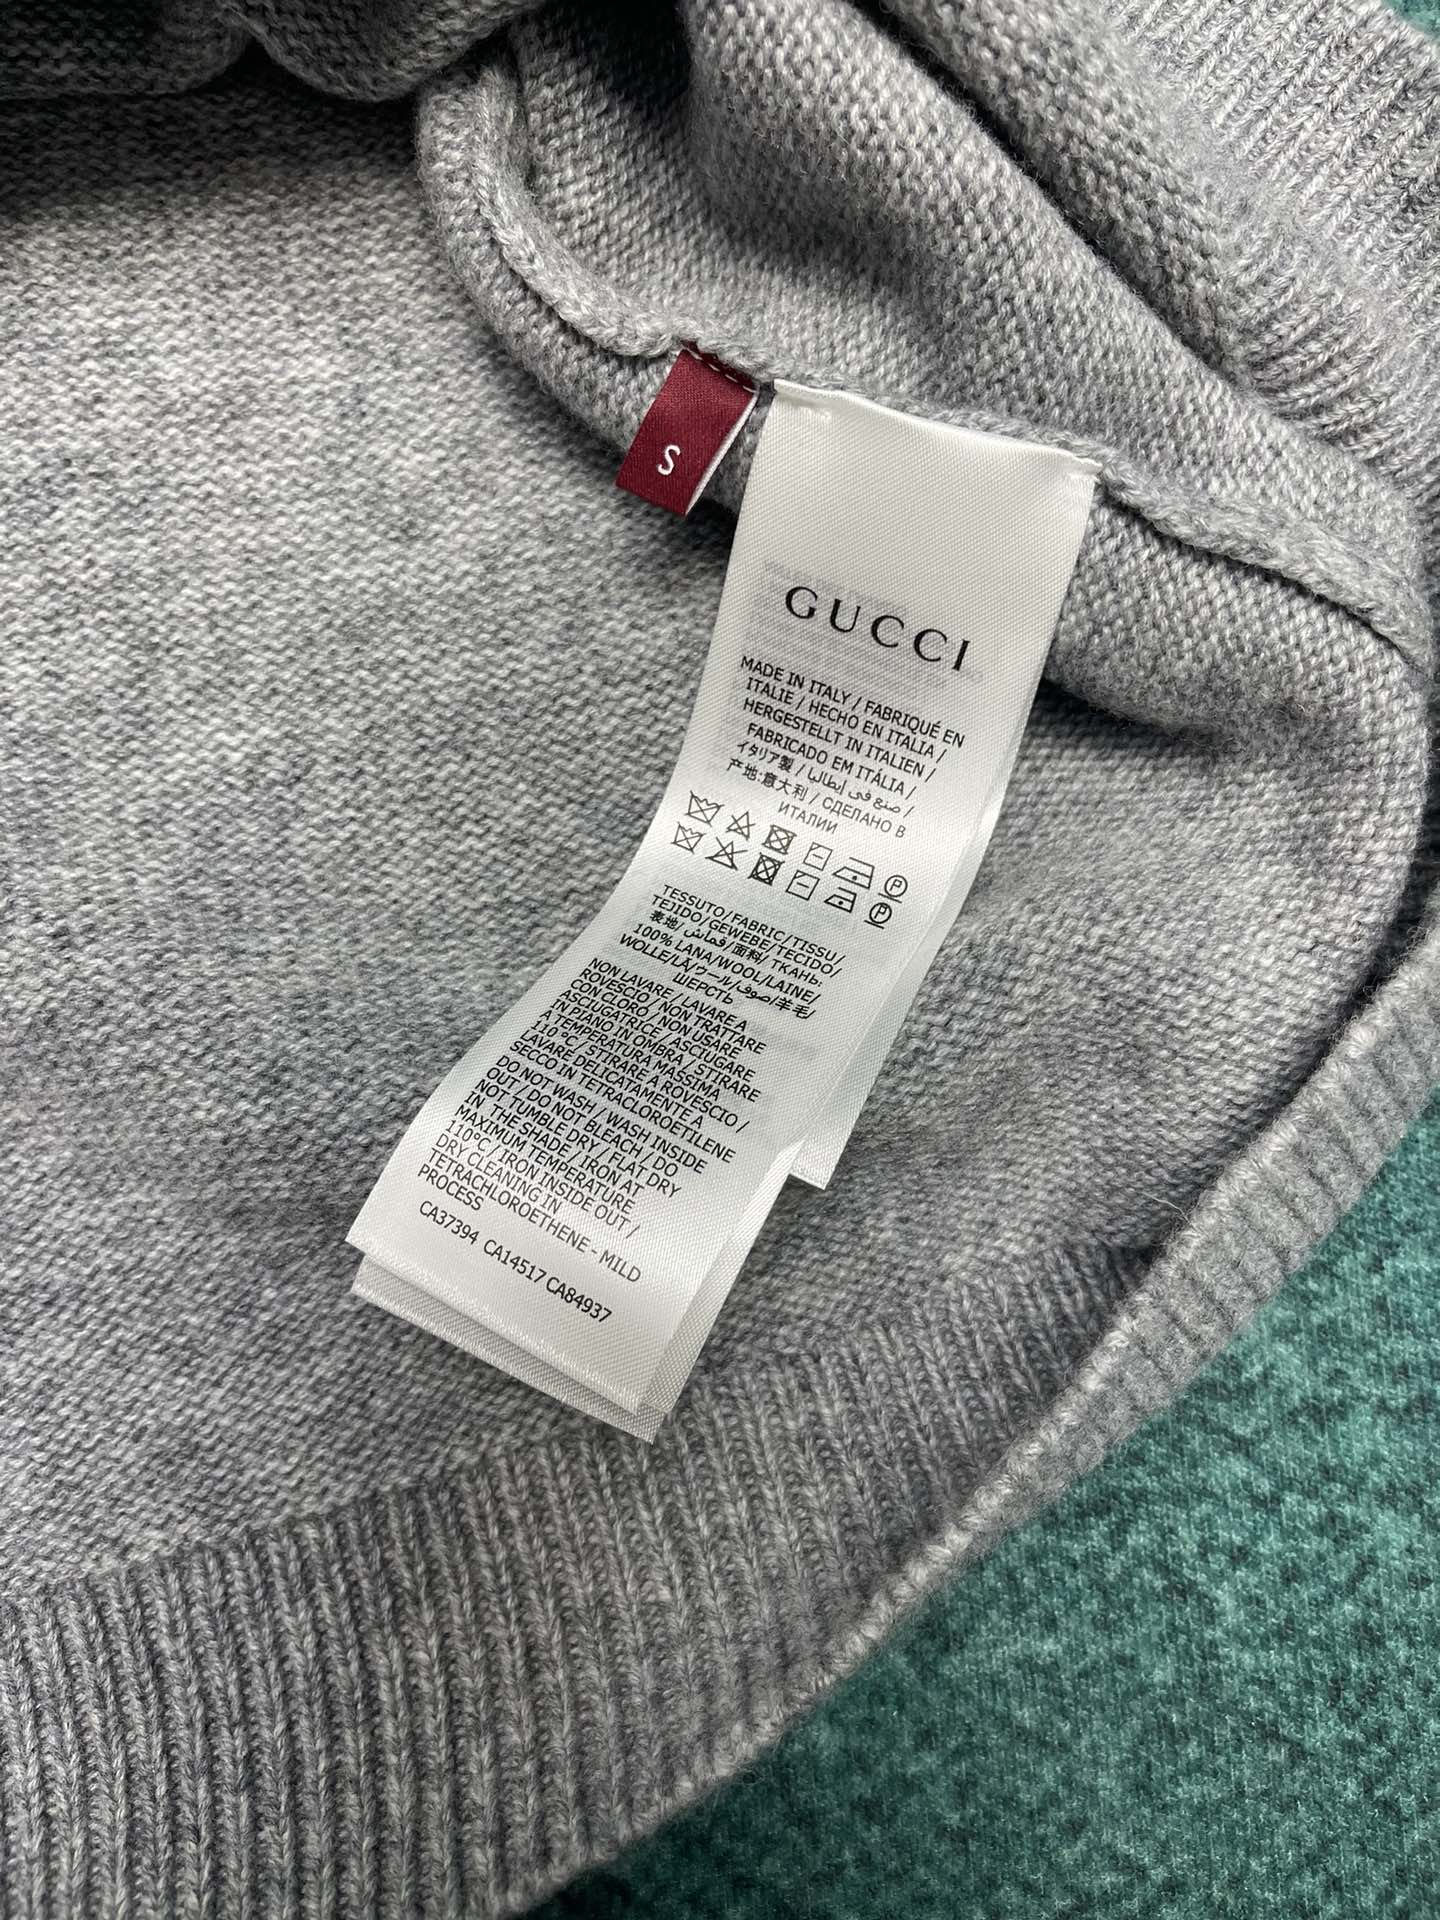 S
GUCCI
MADE IN ITALY / FABRIQUÉ EN
ITALIE / HECHO EN ITALIA /
HERGESTELLT IN ITALIEN /
FABRICADO EM ITÁLIA /
イタリア製 / صنع في إيطاليا /
产地:意大利 / СДЕЛАНО В
ИТАЛИИ
P
P
TESSUTO/FABRIC/TISSU/
TEJIDO/GEWEBE/TECIDO/
表地/ قماش/面料/ ТКАНЬ:
100% LANA/WOOL/LAINE/
WOLLE/LÃ/ウール/صوف/羊毛/
ШЕРСТЬ
NON LAVARE / LAVARE A
ROVESCIO / NON TRATTARE
CON CLORO / NON USARE
ASCIUGATRICE / ASCIUGARE
IN PIANO IN OMBRA / STIRARE
A TEMPERATURA MASSIMA
110 °C / STIRARE A ROVESCIO /
LAVARE DELICATAMENTE A
SECCO IN TETRACLOROETILENE
DO NOT WASH / WASH INSIDE
OUT / DO NOT BLEACH / DO
NOT TUMBLE DRY / FLAT DRY
IN THE SHADE / IRON AT
MAXIMUM TEMPERATURE
110°C / IRON INSIDE OUT /
DRY CLEANING IN
TETRACHLOROETHENE - MILD
PROCESS
CA37394 CA14517 CA84937